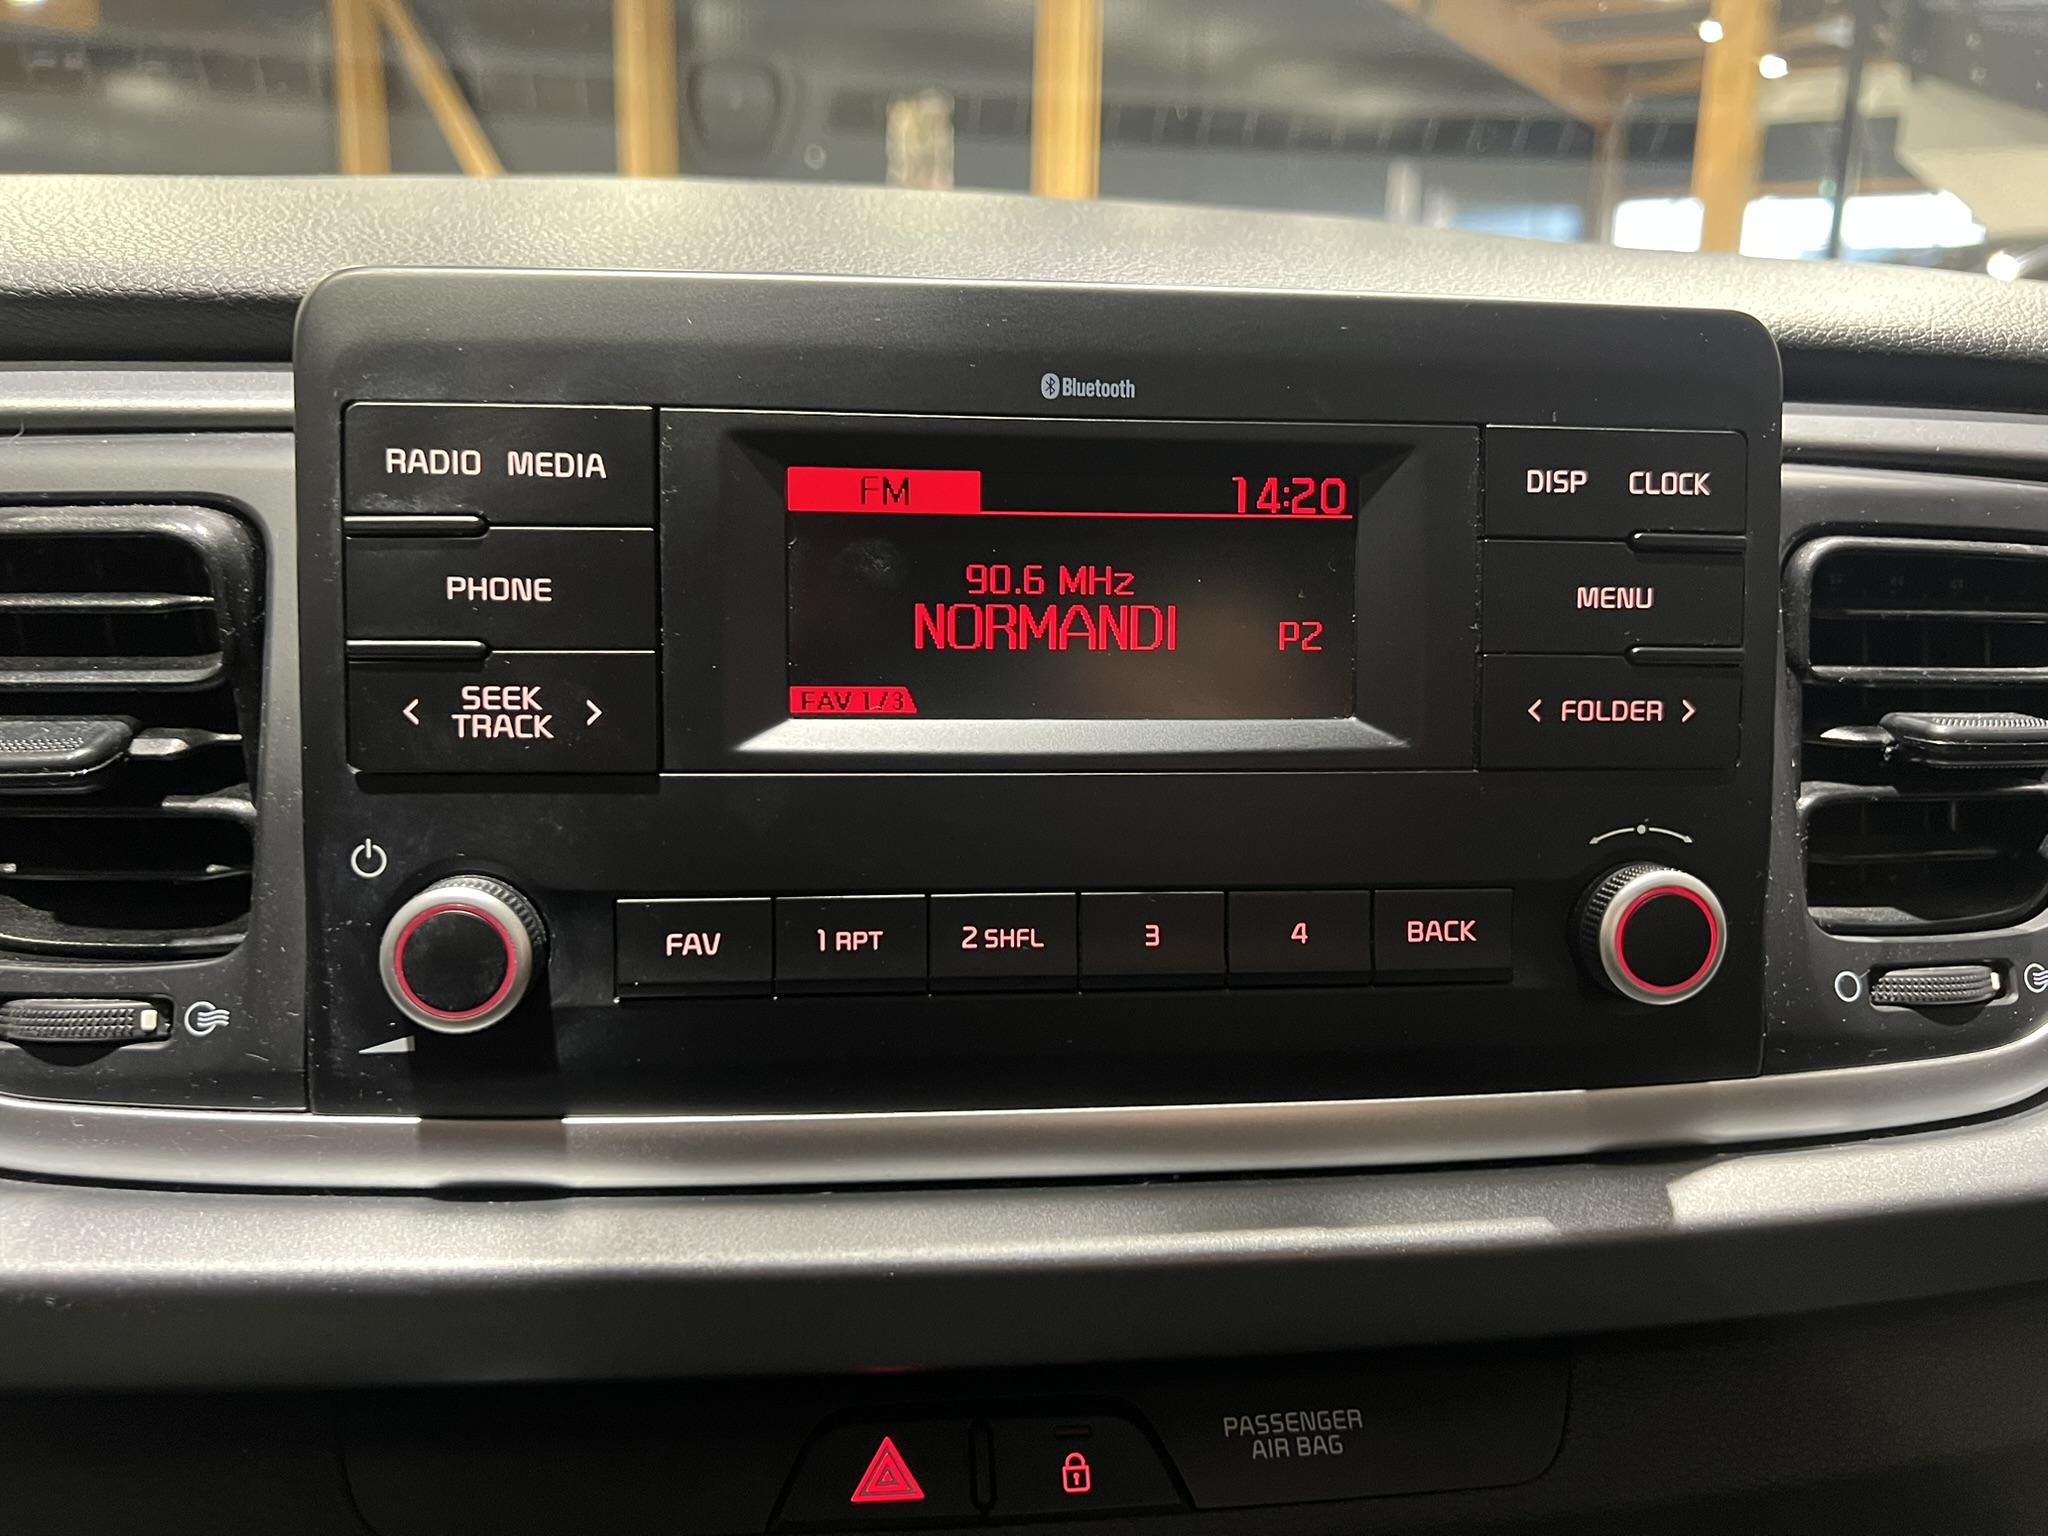 Bluetooth
RADIO MEDIA
PHONE
< SEEK TRACK >
FM 14:20
90.6 MHz
NORMANDI P2
FAV 1/3
DISP CLOCK
MENU
< FOLDER >
FAV 1 RPT 2 SHFL 3 4 BACK
PASSENGER
AIR BAG